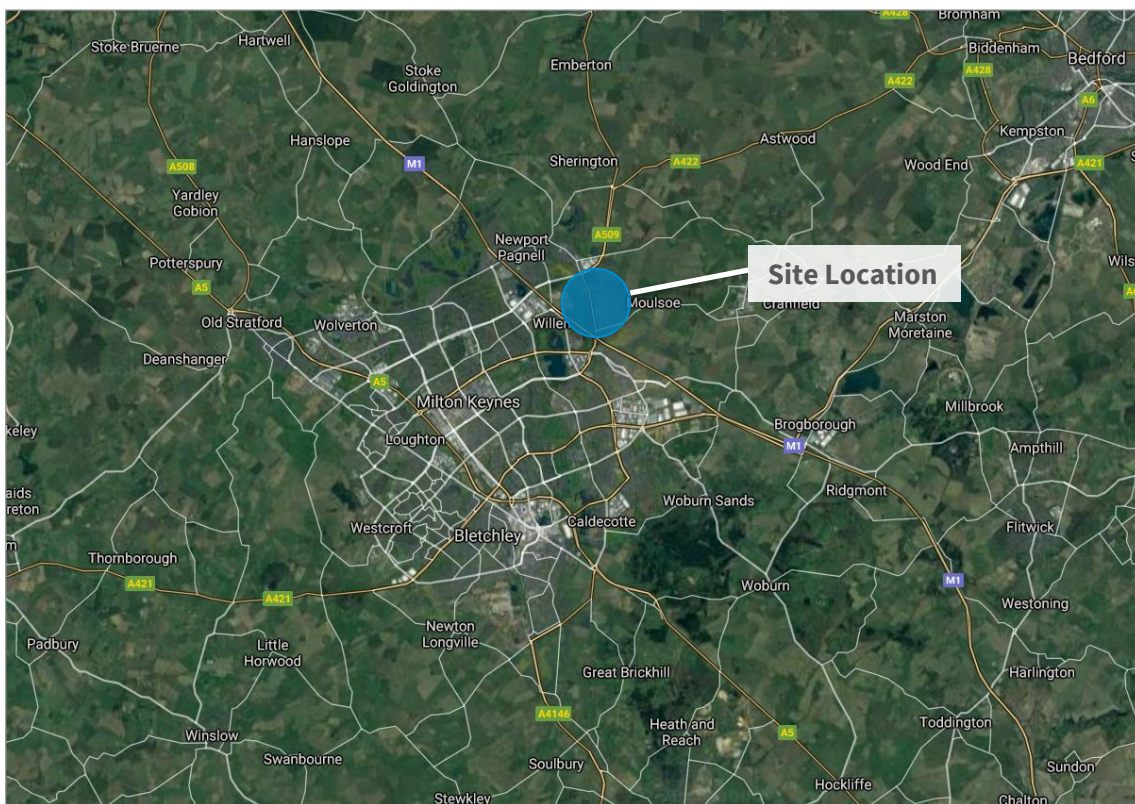 A428
Bromham
Stoke Bruerne
Hartwell
Biddenham
Bedford
Emberton
Stoke
Goldington
A428
A422
A6
Hanslope
Astwood
Kempston
A508
M1
Sherington
A422
Wood End
A421
Yardley
Gobion
A509
Newport
Pagnell
Potterspury
A5
Site Location
Moulsoe
Cranfield
Old Stratford
Wolverton
Marston
Moretaine
Deanshanger
A5
Milton Keynes
Millbrook
Loughton
Brogborough
M1
Ampthill
Ridgmont
Woburn Sands
Caldecotte
Westcroft
Bletchley
Flitwick
Thornborough
A421
A421
Woburn
M1
Westoning
Newton
Longville
Padbury
Little
Horwood
Great Brickhill
Harlington
A4146
Heath and
Reach
A5
Toddington
Winslow
Swanbourne
Soulbury
Sundon
Hockliffe
Stewkley
Chalton